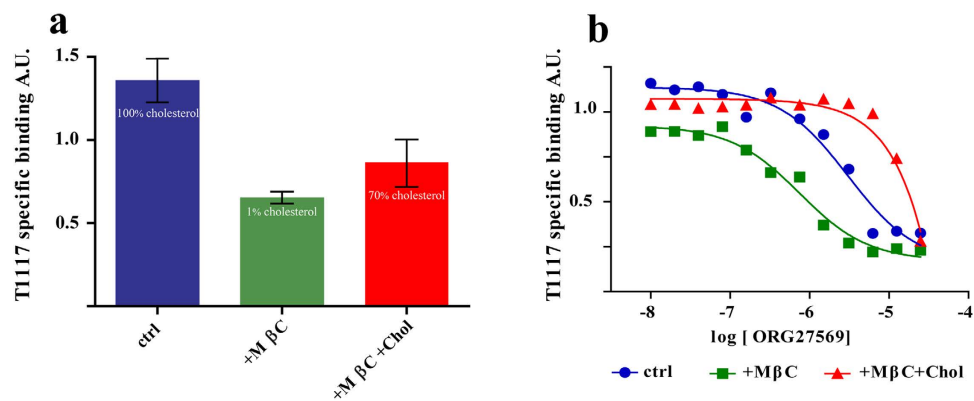 a
T1117 specific binding A.U.
1.5
1.0
0.5
100% cholesterol
1% cholesterol
70% cholesterol
ctrl
+M βC
+M βC +Chol
b
T1117 specific binding A.U.
1.0
0.5
-8
-7
-6
-5
-4
log [ ORG27569]
ctrl
+MβC
+MβC+Chol